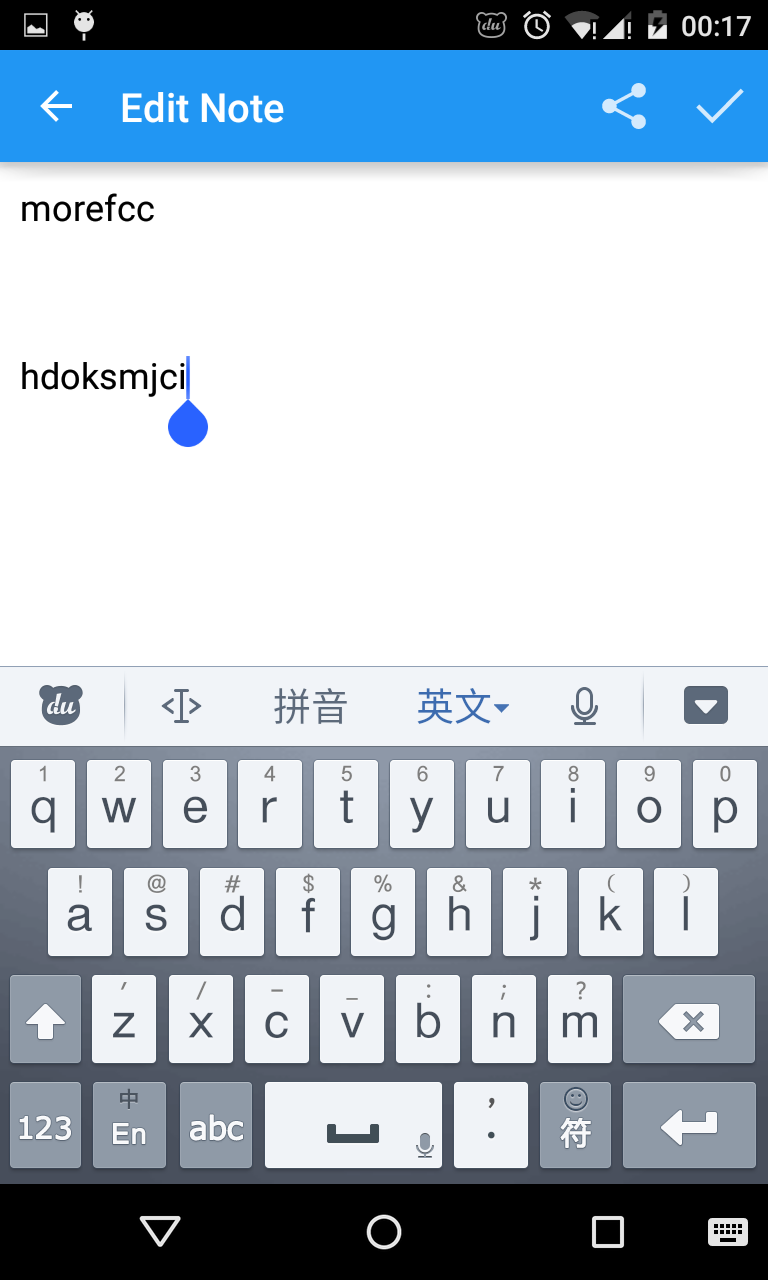 du 00:17
Edit Note
morefcc
hdoksmjci
du 拼音 英文
1 2 3 4 5 6 7 8 9 0
q w e r t y u i o p
! @ # $ % & * ( )
a s d f g h j k l
′ / – _ : ; ?
z x c v b n m
中 ,
123 En abc . 符